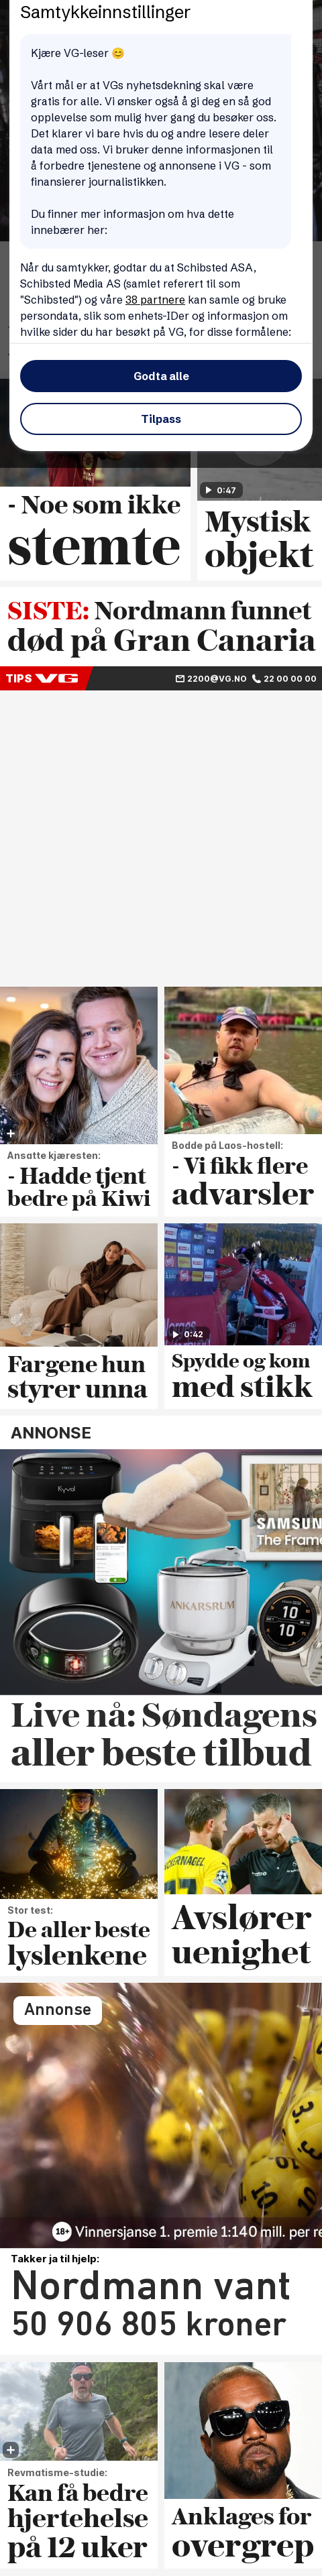 Samtykkeinnstillinger
Kjære VG-leser 😊
Vårt mål er at VGs nyhetsdekning skal være
gratis for alle. Vi ønsker også å gi deg en så god
opplevelse som mulig hver gang du besøker oss.
Det klarer vi bare hvis du og andre lesere deler
data med oss. Vi bruker denne informasjonen til
å forbedre tjenestene og annonsene i VG - som
finansierer journalistikken.
Du finner mer informasjon om hva dette
innebærer her:
Når du samtykker, godtar du at Schibsted ASA,
Schibsted Media AS (samlet referert til som
"Schibsted") og våre 38 partnere kan samle og bruke
persondata, slik som enhets-IDer og informasjon om
hvilke sider du har besøkt på VG, for disse formålene:
Godta alle
Tilpass
- Noe som ikke
stemte
0:47
Mystisk
objekt
SISTE: Nordmann funnet
død på Gran Canaria
TIPS VG
2200@VG.NO
22 00 00 00
Ansatte kjæresten:
- Hadde tjent
bedre på Kiwi
Bodde på Laos-hostell:
- Vi fikk flere
advarsler
Fargene hun
styrer unna
0:42
Spydde og kom
med stikk
ANNONSE
Kyvol
SAMSUN
The Frame
ANKARSRUM
10
10
Live nå: Søndagens
aller beste tilbud
Stor test:
De aller beste
lyslenkene
Avslører
uenighet
Annonse
18+ Vinnersjanse 1. premie 1:140 mill. per re
Takker ja til hjelp:
Nordmann vant
50 906 805 kroner
Revmatisme-studie:
Kan få bedre
hjertehelse
på 12 uker
Anklages for
overgrep